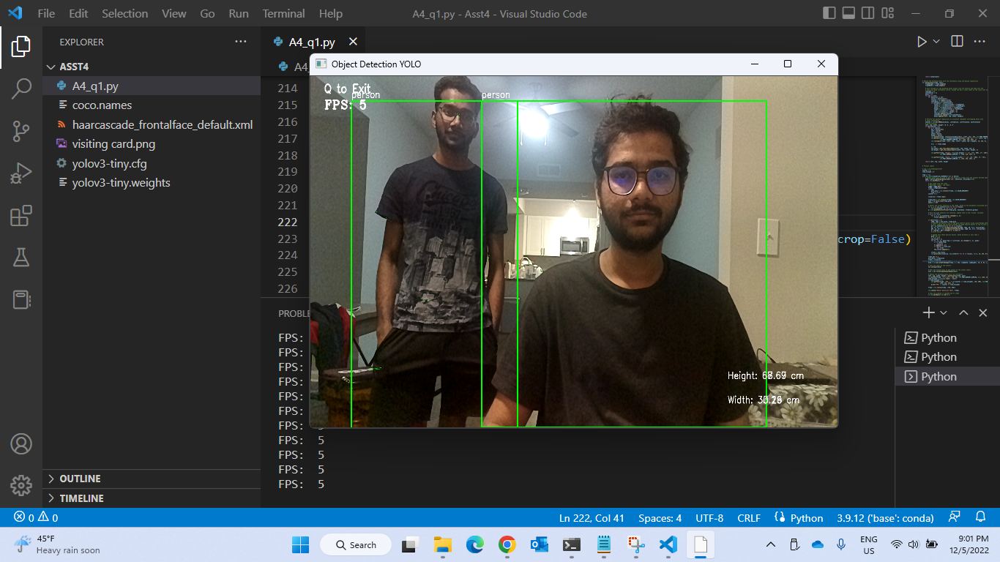 File Edit Selection View Go Run Terminal Help
A4_q1.py - Asst4 - Visual Studio Code
EXPLORER
ASST4
A4_q1.py
coco.names
haarcascade_frontalface_default.xml
visiting card.png
yolov3-tiny.cfg
yolov3-tiny.weights
OUTLINE
TIMELINE
A4_q1.py
A4_
214
215
216
217
218
219
220
221
222
223
224
225
226
crop=False)
Object Detection YOLO
Q to Exit
person
person
FPS: 5
Height: cm
Width: cm
PROBLE
FPS:
FPS:
FPS:
FPS:
FPS:
FPS:
FPS: 5
FPS: 5
FPS: 5
FPS: 5
FPS: 5
Python
Python
Python
0 0
Ln 222, Col 41 Spaces: 4 UTF-8 CRLF Python 3.9.12 ('base': conda)
45°F
Heavy rain soon
Search
ENG
US
9:01 PM
12/5/2022